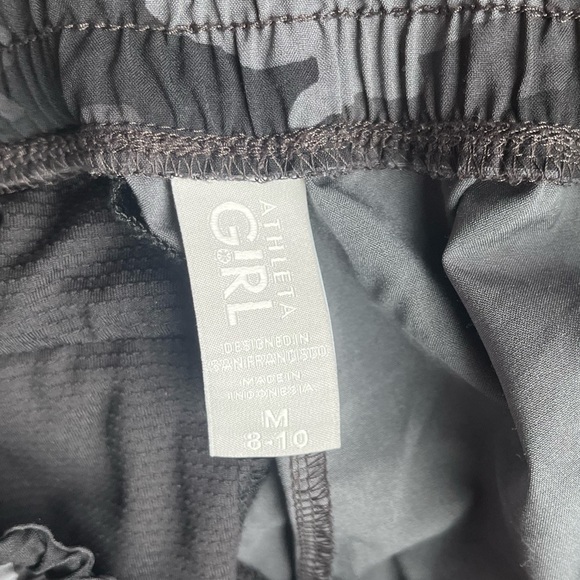 ATHLETA
GIRL
DESIGNED IN
SAN FRANCISCO
MADE IN
INDONESIA
M
8-10